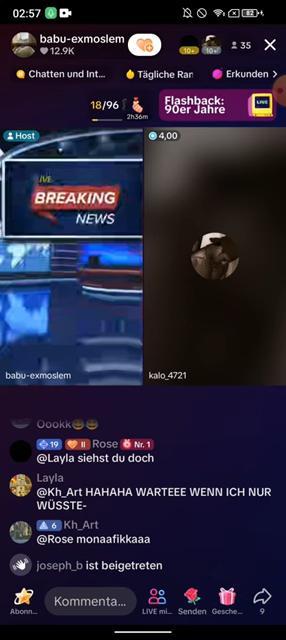 02:57
82
babu-exmoslem
12.9K
10+
10+
35
Chatten und Int...
Tägliche Ran
Erkunden >
18/96
2h36m
Flashback:
90er Jahre
LIVE
Host
4,00
LIVE
BREAKING
NEWS
babu-exmoslem
kalo_4721
Oookk😄😄
19 II Rose Nr. 1
@Layla siehst du doch
Layla
@Kh_Art HAHAHA WARTEEE WENN ICH NUR
WÜSSTE-
6 Kh_Art
@Rose monaafikkaaa
joseph_b ist beigetreten
Abonn...
Kommenta...
LIVE mi...
Senden
Gesche...
9